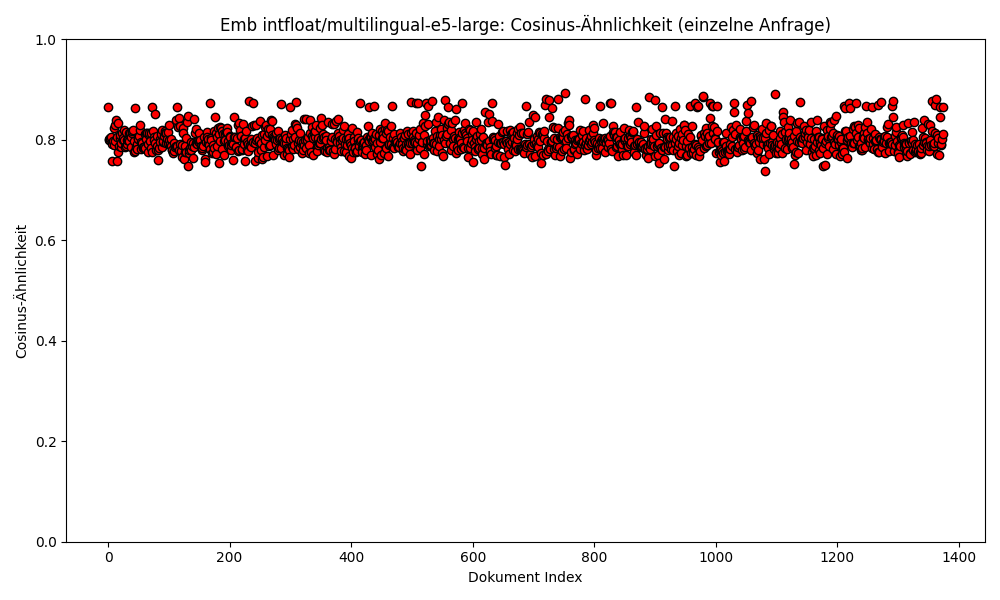 Emb intfloat/multilingual-e5-large: Cosinus-Ähnlichkeit (einzelne Anfrage)
1.0
0.8
0.6
0.4
0.2
0.0
Cosinus-Ähnlichkeit
0 200 400 600 800 1000 1200 1400
Dokument Index